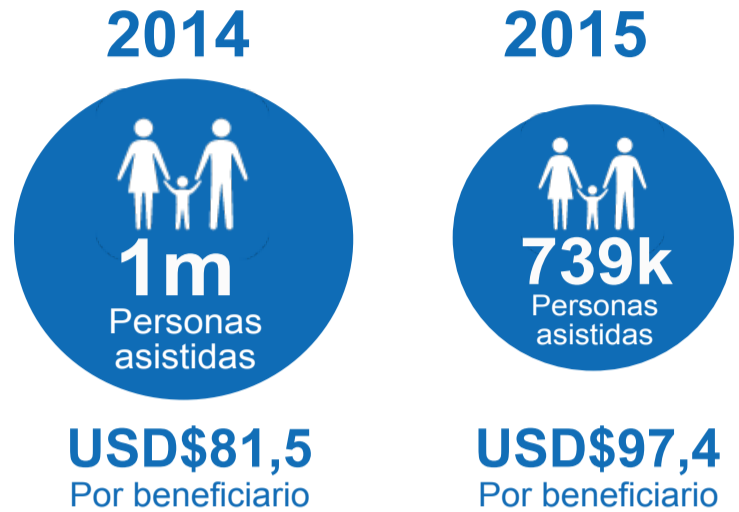 2014
1m
Personas
asistidas
USD$81,5
Por beneficiario
2015
739k
Personas
asistidas
USD$97,4
Por beneficiario